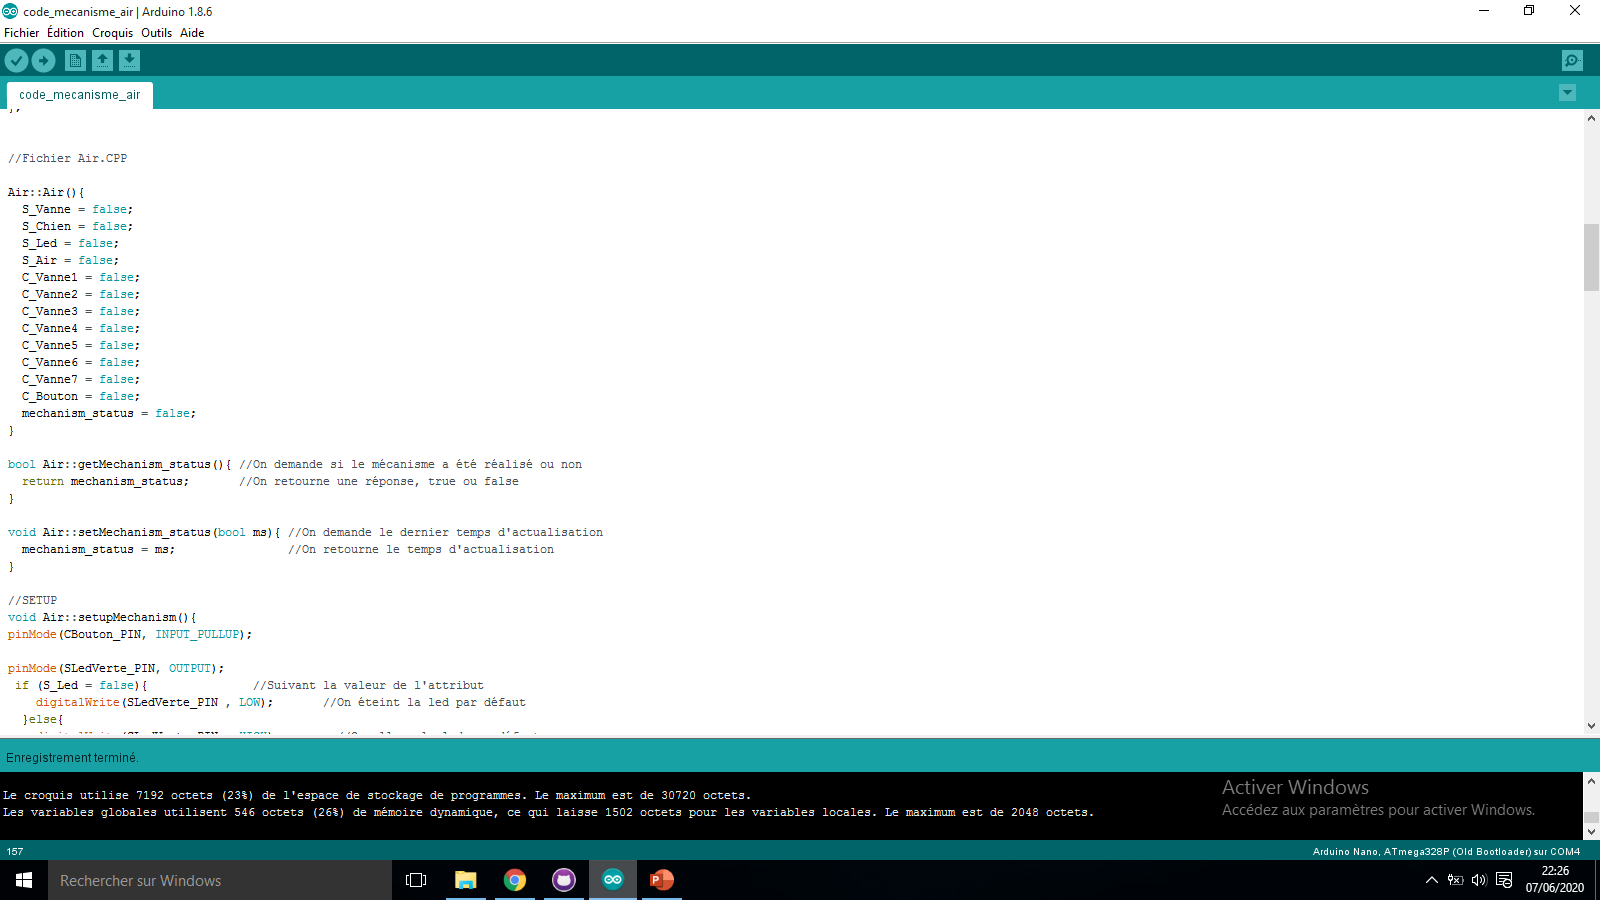 code_mecanisme_air | Arduino 1.8.6
Fichier Édition Croquis Outils Aide
code_mecanisme_air
//Fichier Air.CPP
Air::Air(){
S_Vanne = false;
S_Chien = false;
S_Led = false;
S_Air = false;
C_Vanne1 = false;
C_Vanne2 = false;
C_Vanne3 = false;
C_Vanne4 = false;
C_Vanne5 = false;
C_Vanne6 = false;
C_Vanne7 = false;
C_Bouton = false;
mechanism_status = false;
}
bool Air::getMechanism_status(){ //On demande si le mécanisme a été réalisé ou non
return mechanism_status; //On retourne une réponse, true ou false
}
void Air::setMechanism_status(bool ms){ //On demande le dernier temps d'actualisation
mechanism_status = ms; //On retourne le temps d'actualisation
}
//SETUP
void Air::setupMechanism(){
pinMode(CBouton_PIN, INPUT_PULLUP);
pinMode(SLedVerte_PIN, OUTPUT);
if (S_Led = false){ //Suivant la valeur de l'attribut
digitalWrite(SLedVerte_PIN , LOW); //On éteint la led par défaut
}else{
Enregistrement terminé.
Le croquis utilise 7192 octets (23%) de l'espace de stockage de programmes. Le maximum est de 30720 octets.
Les variables globales utilisent 546 octets (26%) de mémoire dynamique, ce qui laisse 1502 octets pour les variables locales. Le maximum est de 2048 octets.
Activer Windows
Accédez aux paramètres pour activer Windows.
157
Arduino Nano, ATmega328P (Old Bootloader) sur COM4
Rechercher sur Windows
22:26
07/06/2020